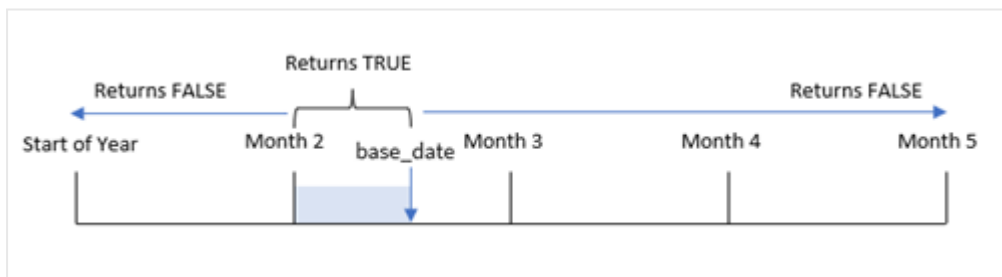 Returns TRUE
Returns FALSE
Returns FALSE
Start of Year
Month 2
base_date
Month 3
Month 4
Month 5